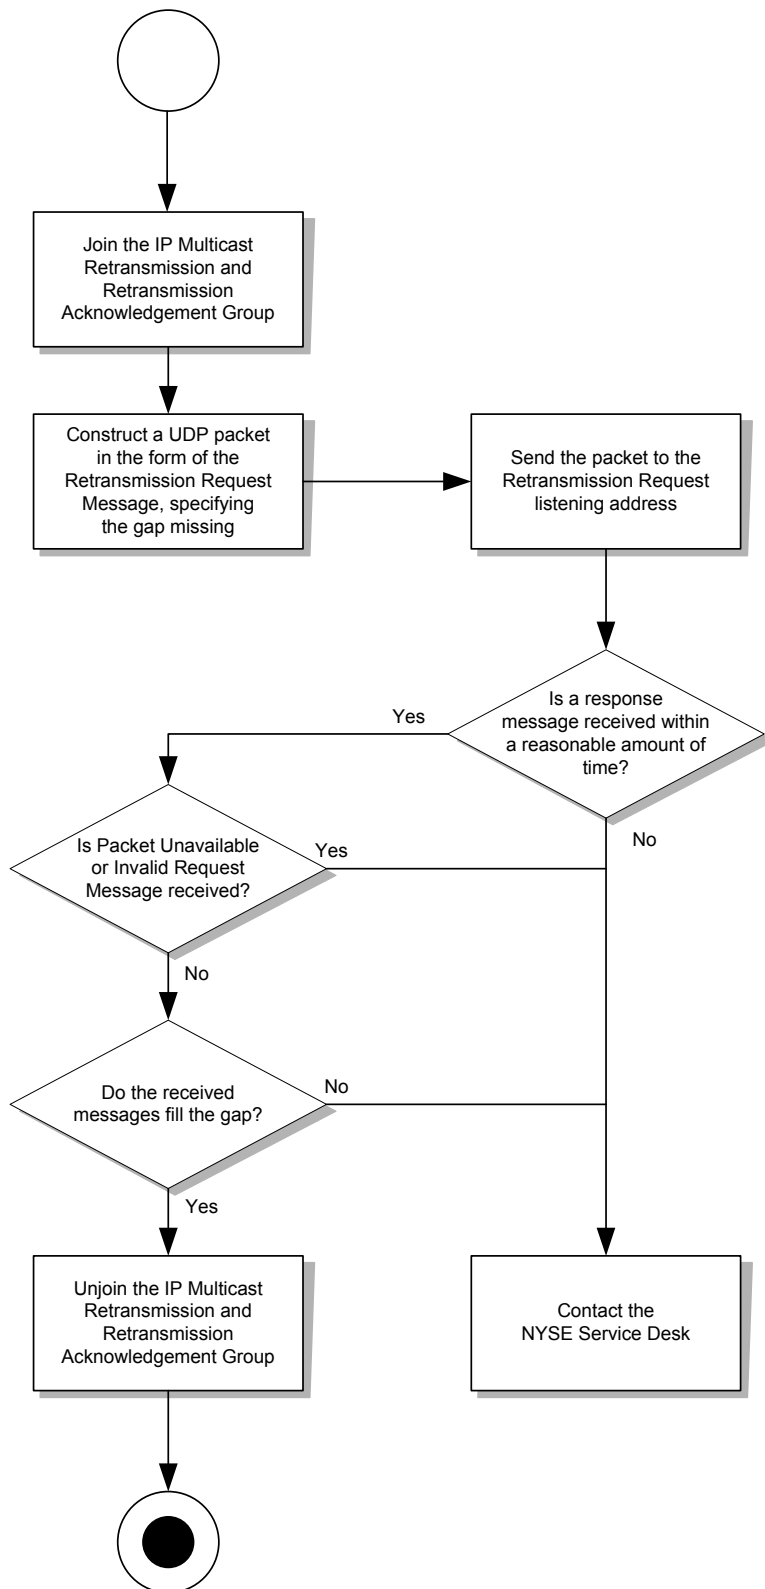 Join the IP Multicast
Retransmission and
Retransmission
Acknowledgement Group
Construct a UDP packet
in the form of the
Retransmission Request
Message, specifying
the gap missing
Send the packet to the
Retransmission Request
listening address
Is a response
message received within
a reasonable amount of
time?
Yes
No
Is Packet Unavailable
or Invalid Request
Message received?
Yes
No
Do the received
messages fill the gap?
No
Yes
Unjoin the IP Multicast
Retransmission and
Retransmission
Acknowledgement Group
Contact the
NYSE Service Desk